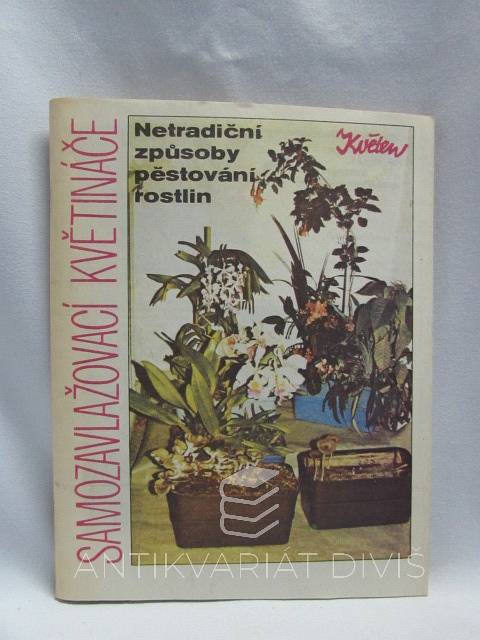 SAMOZAVLAŽOVACÍ KVĚTINÁČE
Netradiční
způsoby
pěstování
rostlin
Květen
ANTIKVARIÁT DIVIŠ